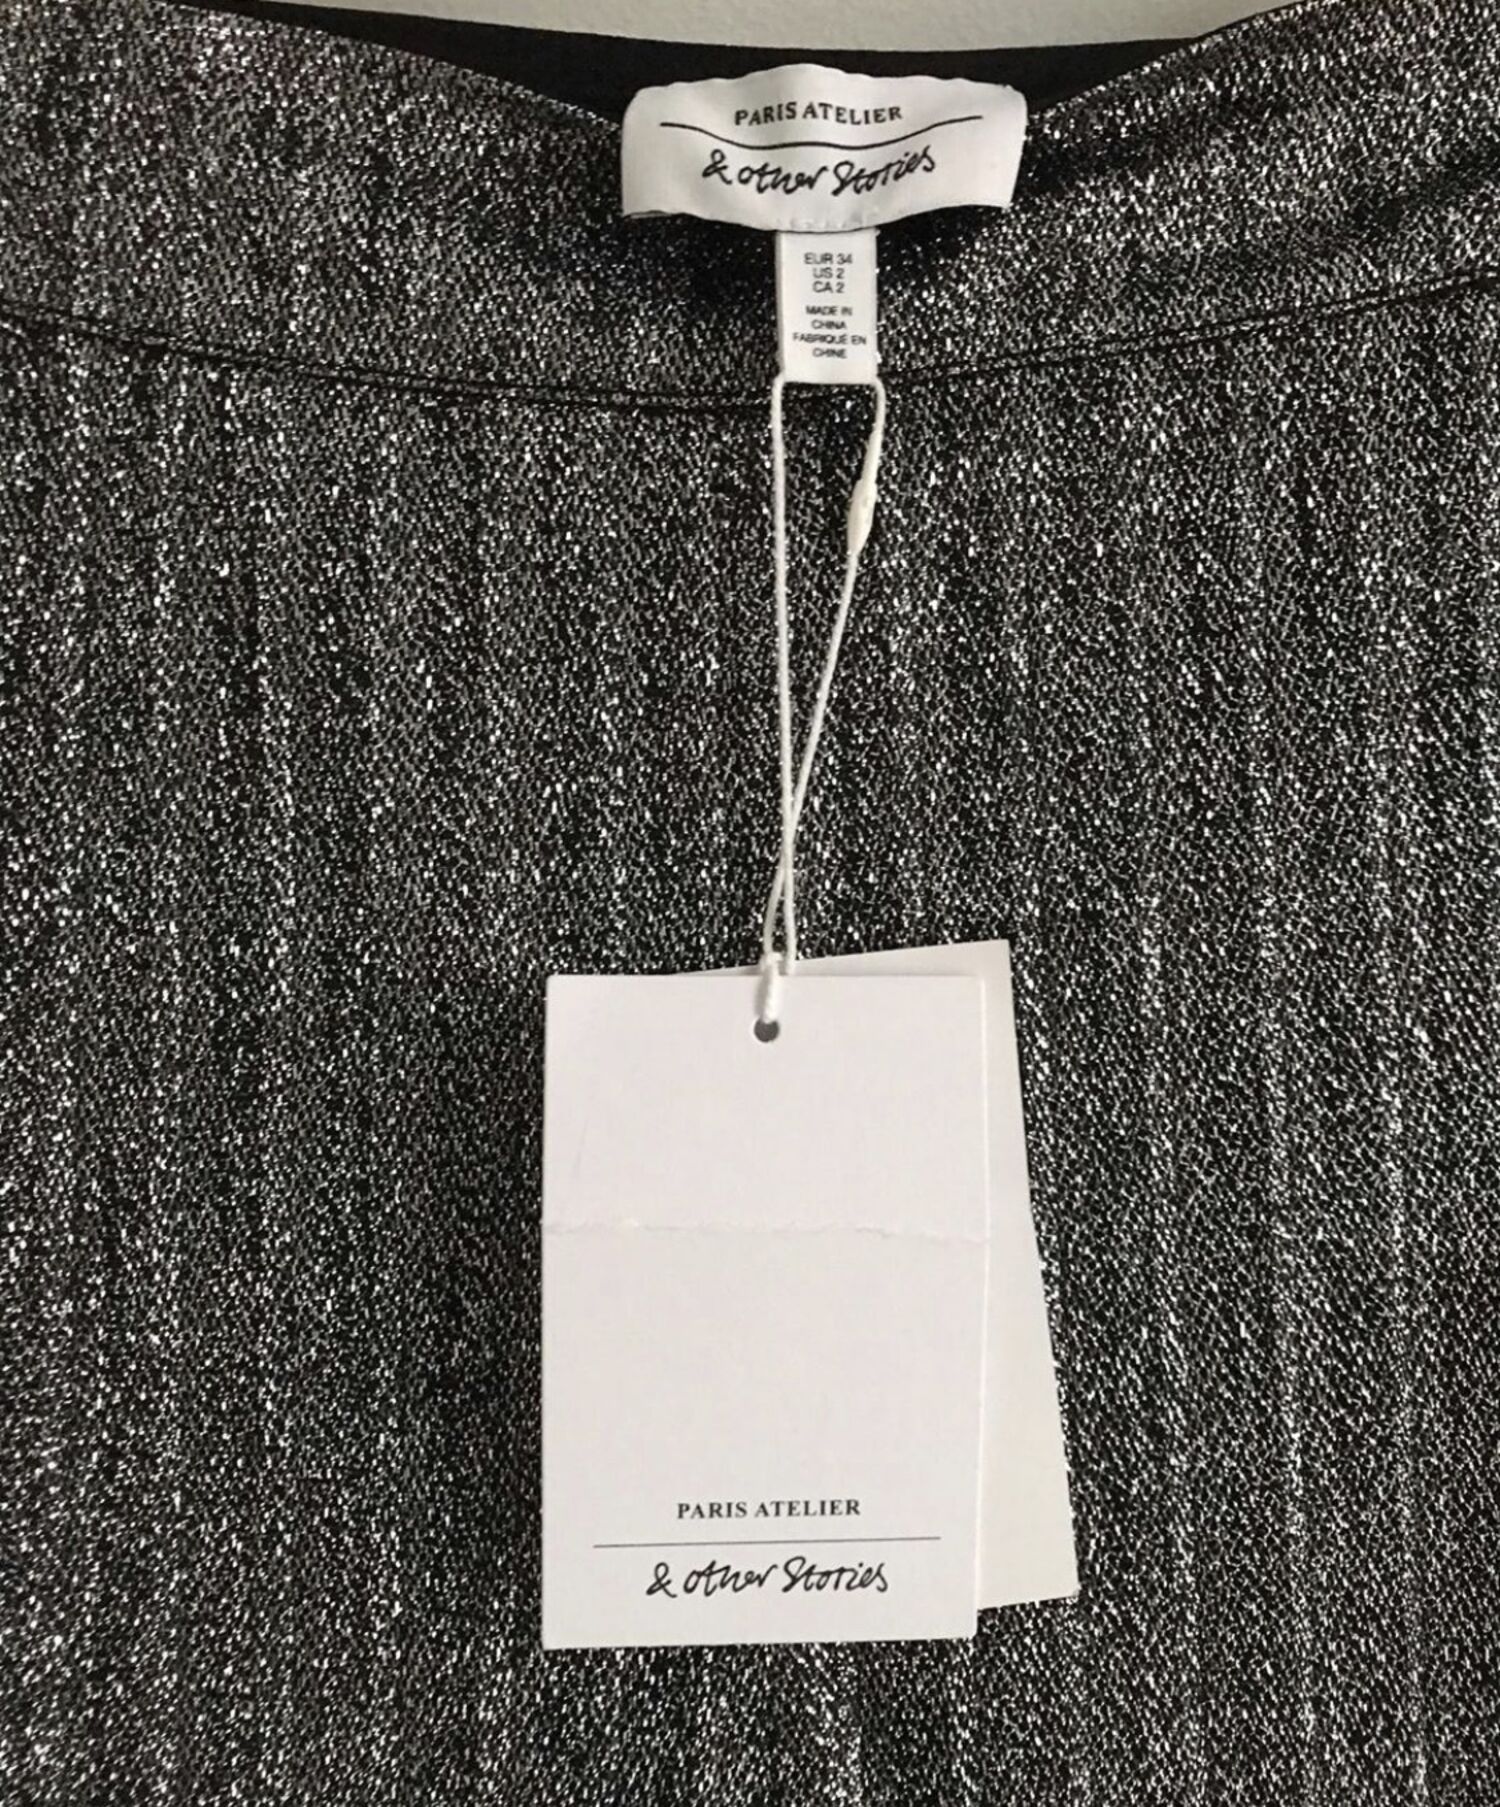 PARIS ATELIER
& other Stories
EUR 34
US 2
CA 2
MADE IN
CHINA
FABRIQUÉ EN
CHINE
PARIS ATELIER
& other Stories